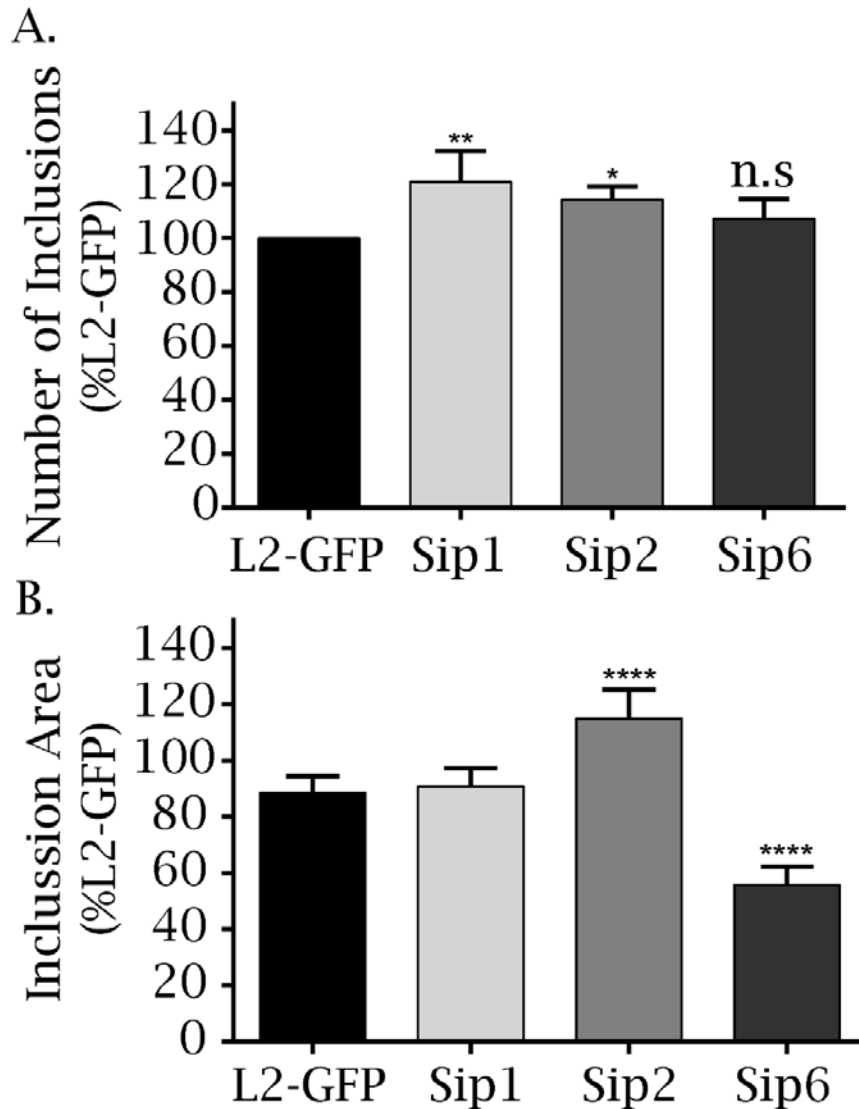 A.
Number of Inclusions
(%L2-GFP)
140
120
100
80
60
40
20
0
**
*
n.s
L2-GFP Sip1 Sip2 Sip6
B.
Inclussion Area
(%L2-GFP)
140
120
100
80
60
40
20
0
****
****
L2-GFP Sip1 Sip2 Sip6